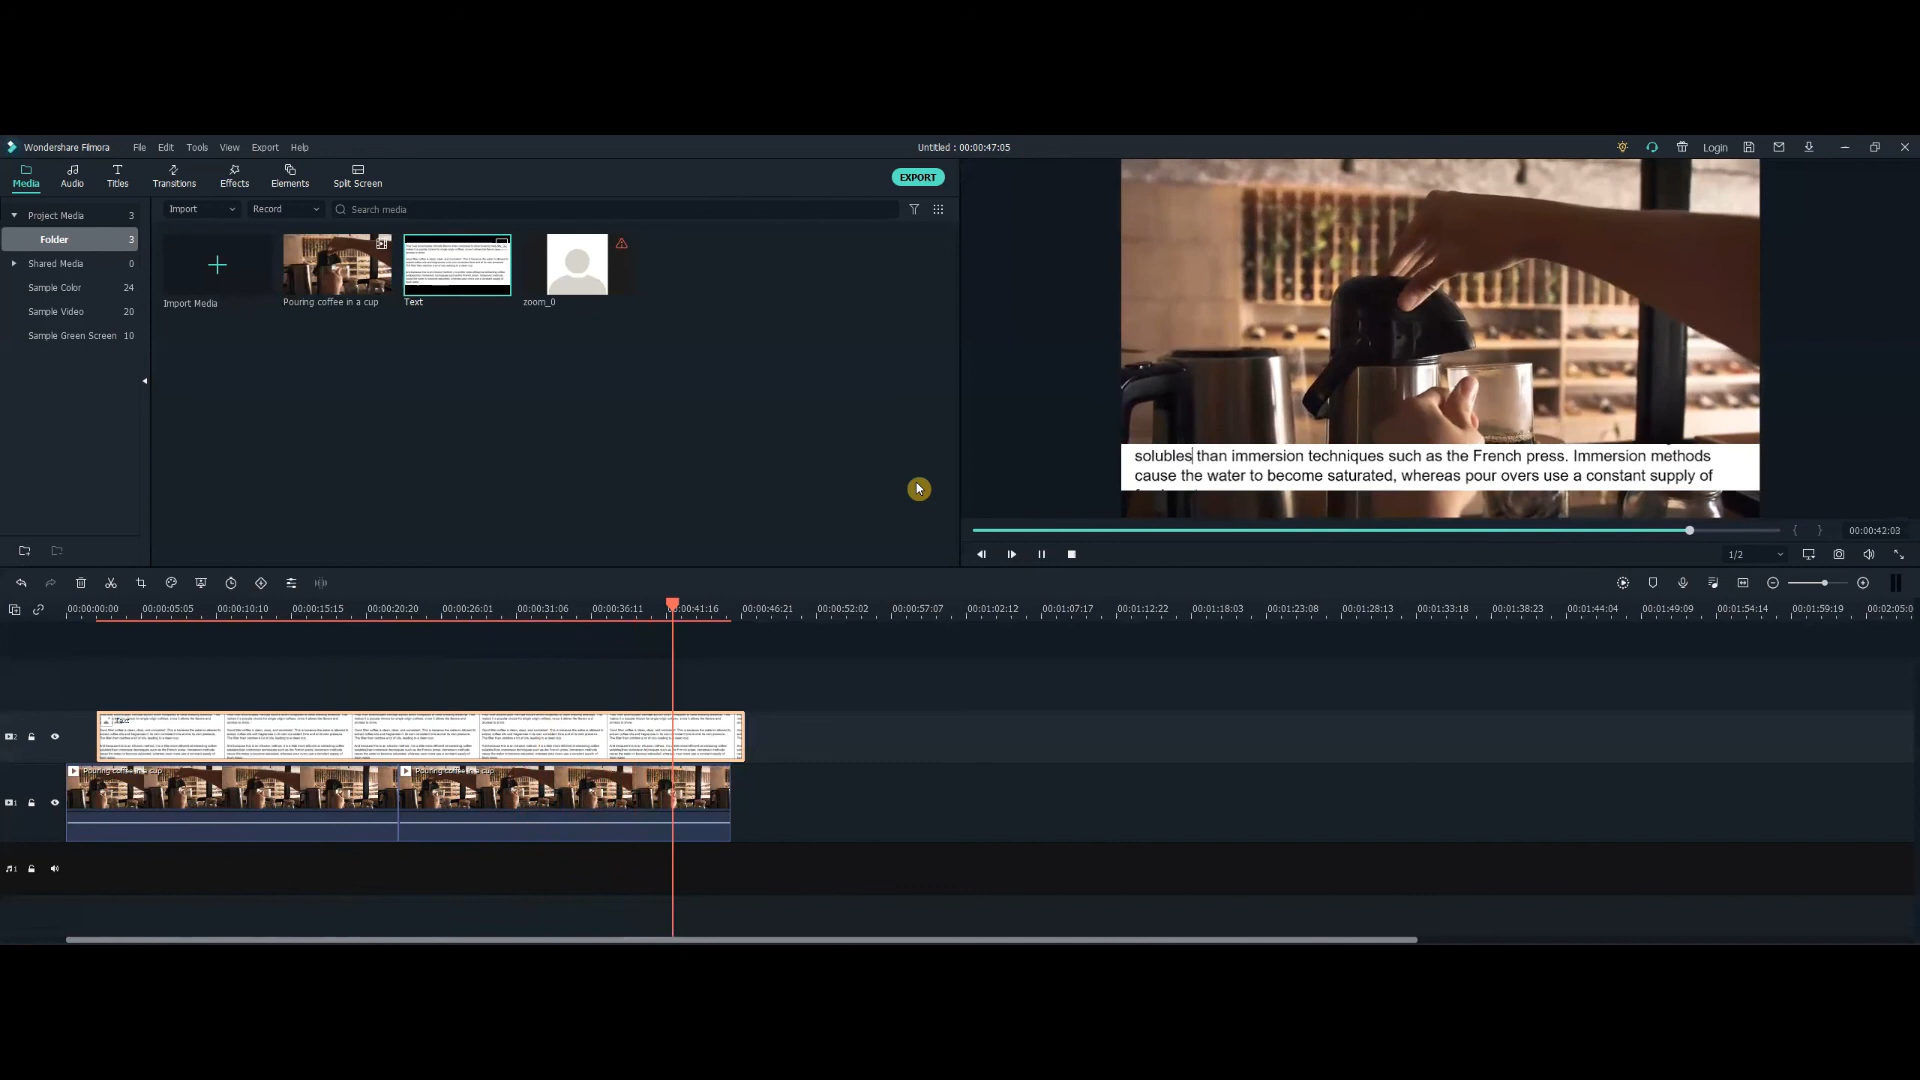 Wondershare Filmora File Edit Tools View Export Help Untitled : 00:00:47:05 Login
Media Audio Titles Transitions Effects Elements Split Screen EXPORT
Project Media 3
Folder 3
Shared Media 0
Sample Color 24
Sample Video 20
Sample Green Screen 10
Import Record Search media
Import Media
Pouring coffee in a cup
Text
zoom_0
solubles than immersion techniques such as the French press. Immersion methods
cause the water to become saturated, whereas pour overs use a constant supply of
{ } 00:00:42:03
1/2
00:00:00:00 00:00:05:05 00:00:10:10 00:00:15:15 00:00:20:20 00:00:26:01 00:00:31:06 00:00:36:11 00:00:41:16 00:00:46:21 00:00:52:02 00:00:57:07 00:01:02:12 00:01:07:17 00:01:12:22 00:01:18:03 00:01:23:08 00:01:28:13 00:01:33:18 00:01:38:23 00:01:44:04 00:01:49:09 00:01:54:14 00:01:59:19 00:02:05:0
2 Text
1 Pouring coffee in a cup Pouring coffee in a cup
1